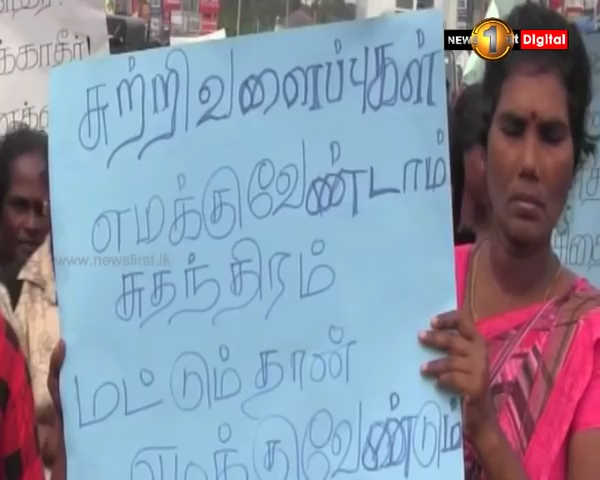 NEWS 1st Digital
சுற்றிவளைப்புகள்
எமக்குவேண்டாம்
www.newsfirst.lk
சுதந்திரம்
மட்டும் தான்
எமக்குவேண்டும்